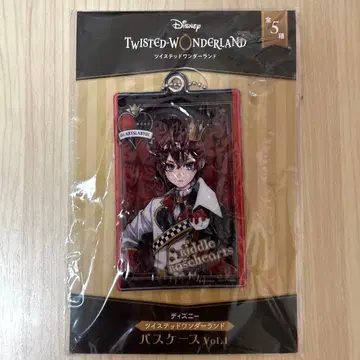 Disney
TWISTED-WONDERLAND
ツイステッドワンダーランド
全5種
HEARTSLABYUL
Riddle
Rosehearts
ディズニー
ツイステッドワンダーランド
パスケース Vol.1